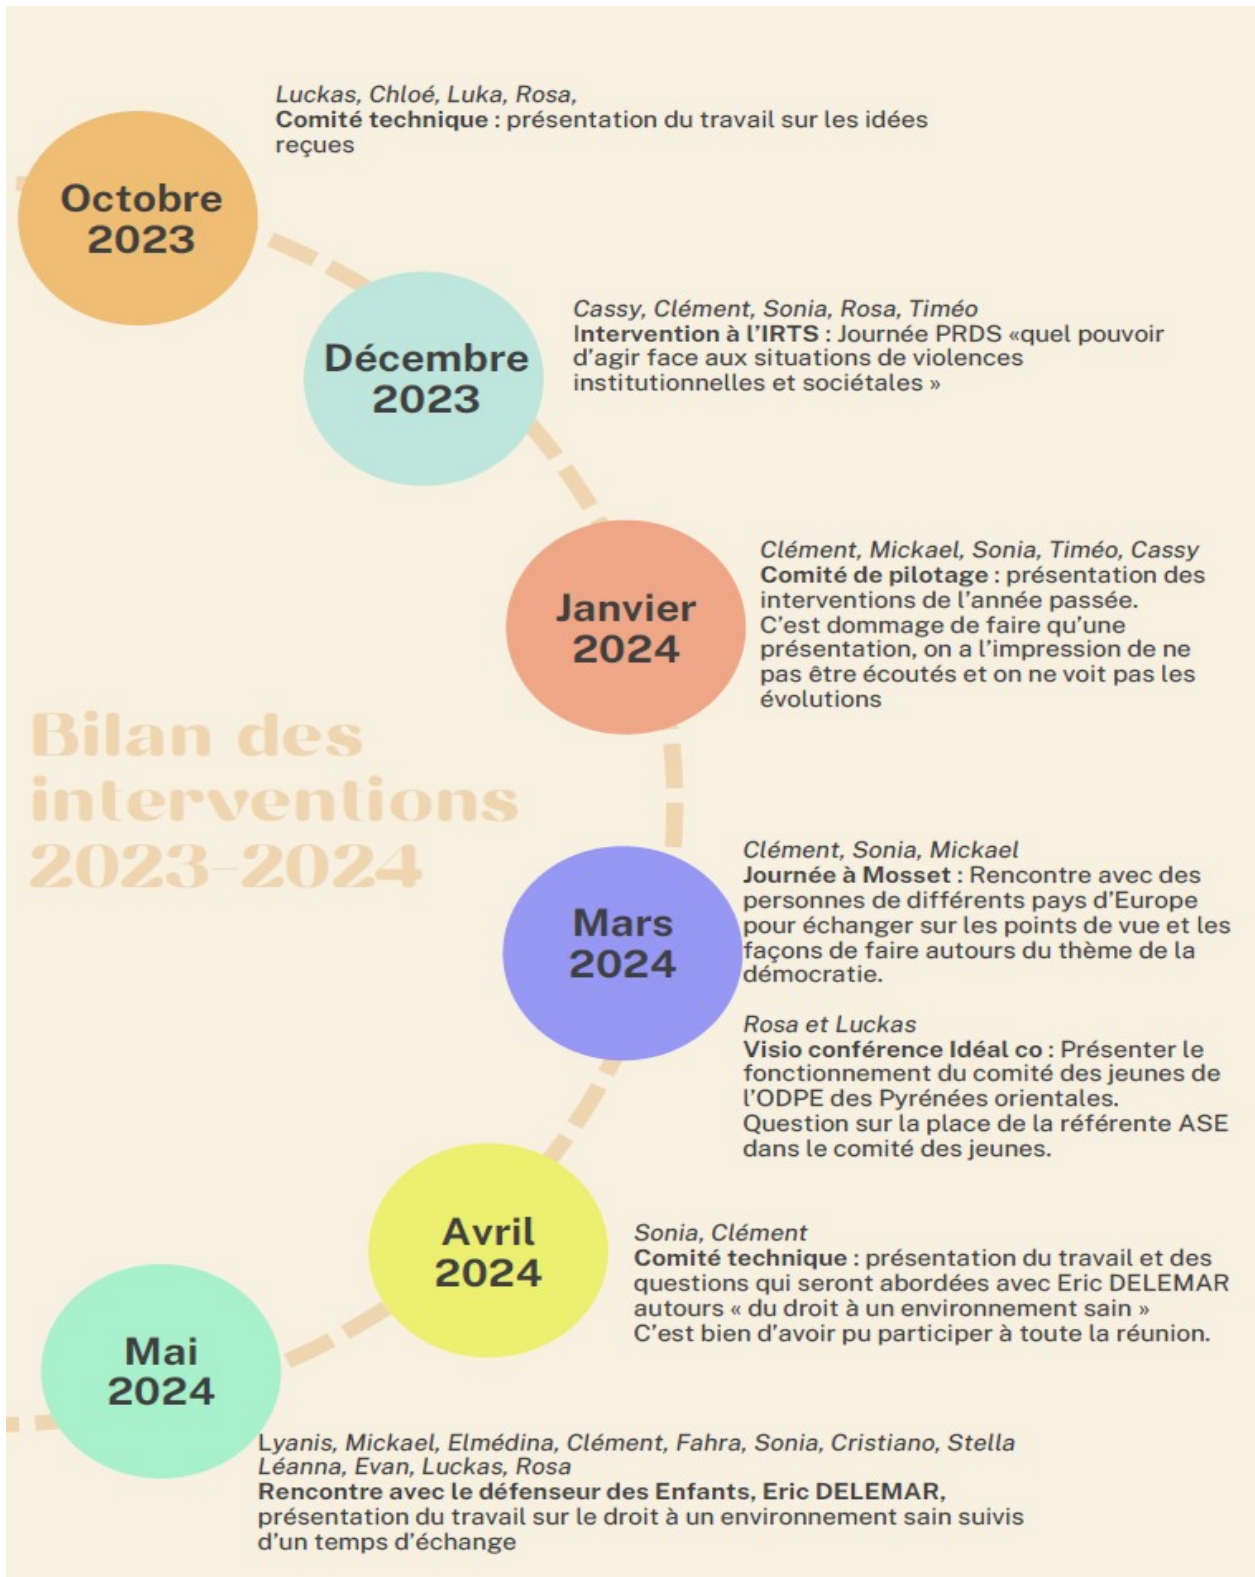 Luckas, Chloé, Luka, Rosa,
Comité technique : présentation du travail sur les idées
reçues
Octobre
2023
Cassy, Clément, Sonia, Rosa, Timéo
Intervention à l'IRTS : Journée PRDS «quel pouvoir
d'agir face aux situations de violences
institutionnelles et sociétales »
Décembre
2023
Clément, Mickael, Sonia, Timéo, Cassy
Comité de pilotage : présentation des
interventions de l'année passée.
C'est dommage de faire qu'une
présentation, on a l'impression de ne
pas être écoutés et on ne voit pas les
évolutions
Janvier
2024
Bilan des
interventions
2023-2024
Clément, Sonia, Mickael
Journée à Mosset : Rencontre avec des
personnes de différents pays d'Europe
pour échanger sur les points de vue et les
façons de faire autours du thème de la
démocratie.
Mars
2024
Rosa et Luckas
Visio conférence Idéal co : Présenter le
fonctionnement du comité des jeunes de
l'ODPE des Pyrénées orientales.
Question sur la place de la référente ASE
dans le comité des jeunes.
Avril
2024
Sonia, Clément
Comité technique : présentation du travail et des
questions qui seront abordées avec Eric DELEMAR
autours « du droit à un environnement sain »
C'est bien d'avoir pu participer à toute la réunion.
Mai
2024
Lyanis, Mickael, Elmédina, Clément, Fahra, Sonia, Cristiano, Stella
Léanna, Evan, Luckas, Rosa
Rencontre avec le défenseur des Enfants, Eric DELEMAR,
présentation du travail sur le droit à un environnement sain suivis
d'un temps d'échange